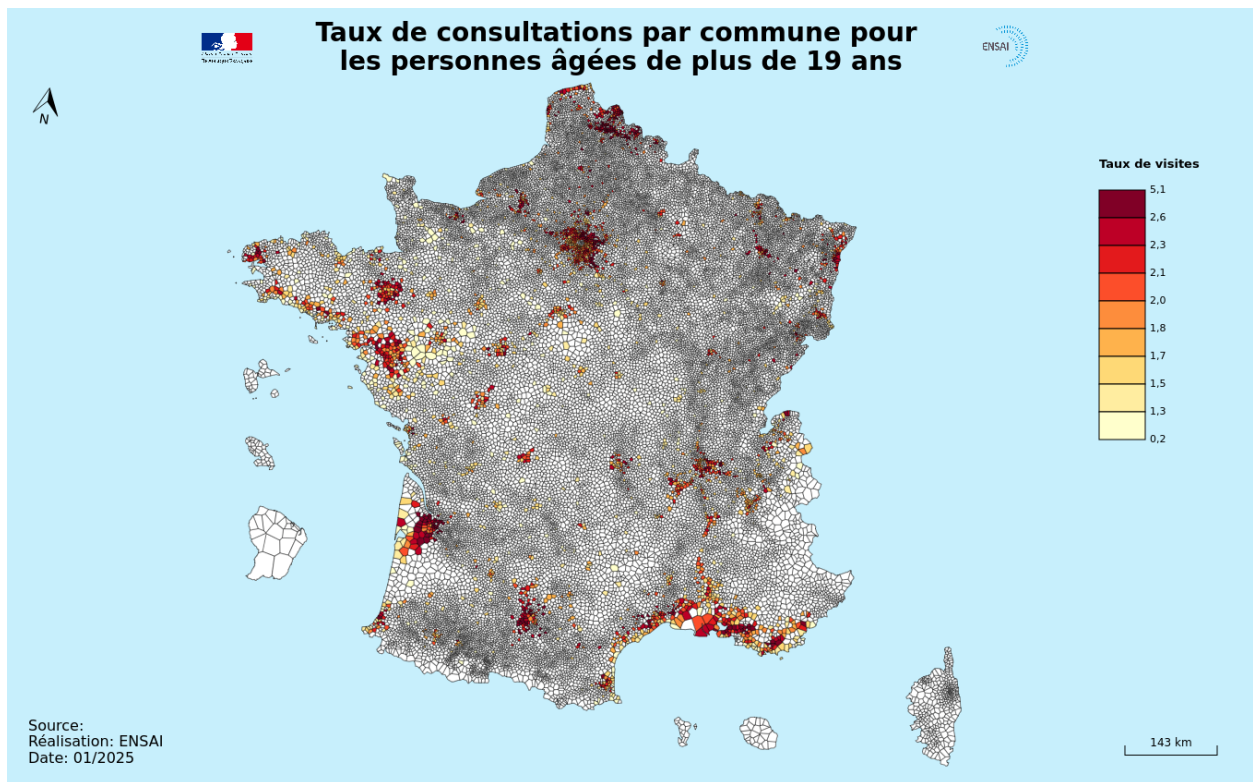 Taux de consultations par commune pour
les personnes âgées de plus de 19 ans
ENSAI
N
Taux de visites
5,1
2,6
2,3
2,1
2,0
1,8
1,7
1,5
1,3
0,2
Source:
Réalisation: ENSAI
Date: 01/2025
143 km